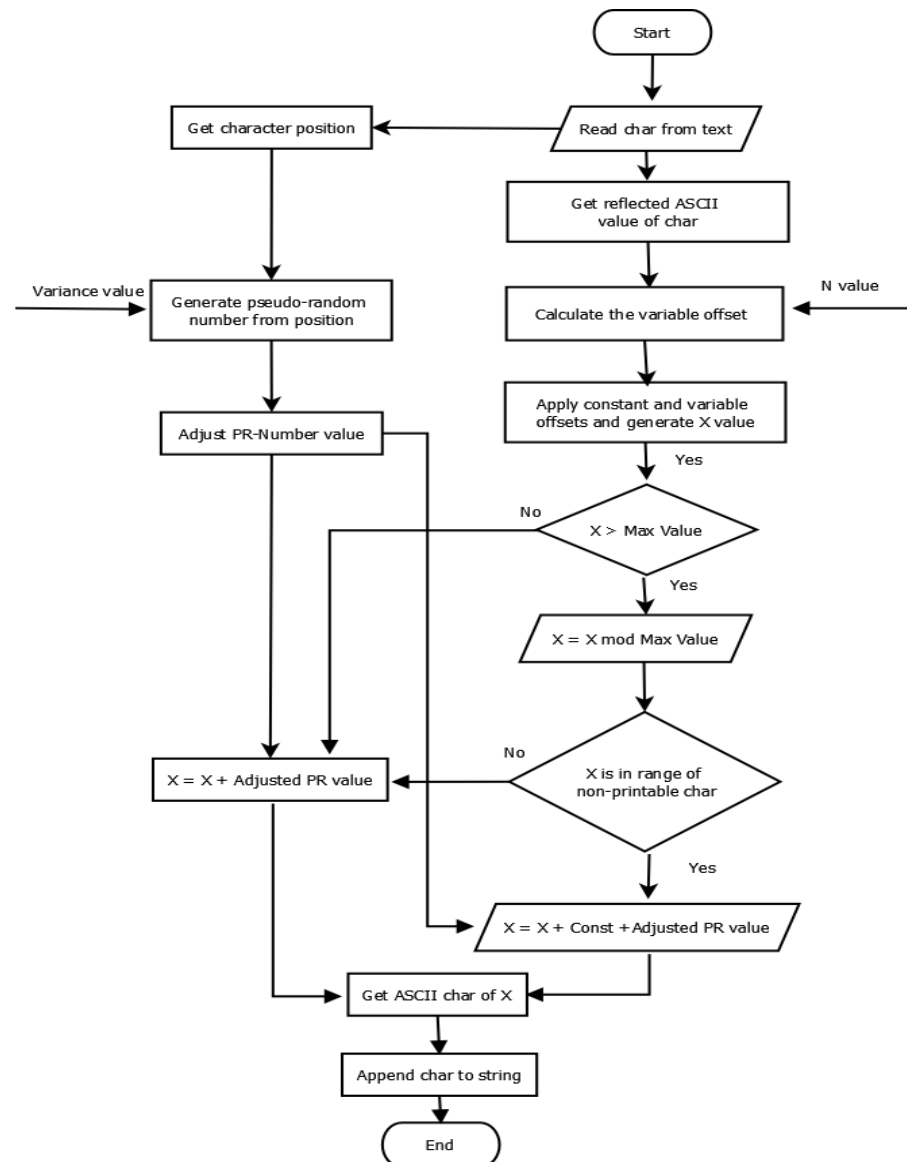 Start
Get character position
Read char from text
Get reflected ASCII
value of char
Variance value
N value
Generate pseudo-random
number from position
Calculate the variable offset
Apply constant and variable
offsets and generate X value
Adjust PR-Number value
Yes
No
X > Max Value
Yes
X = X mod Max Value
No
X is in range of
non-printable char
X = X + Adjusted PR value
Yes
X = X + Const +Adjusted PR value
Get ASCII char of X
Append char to string
End